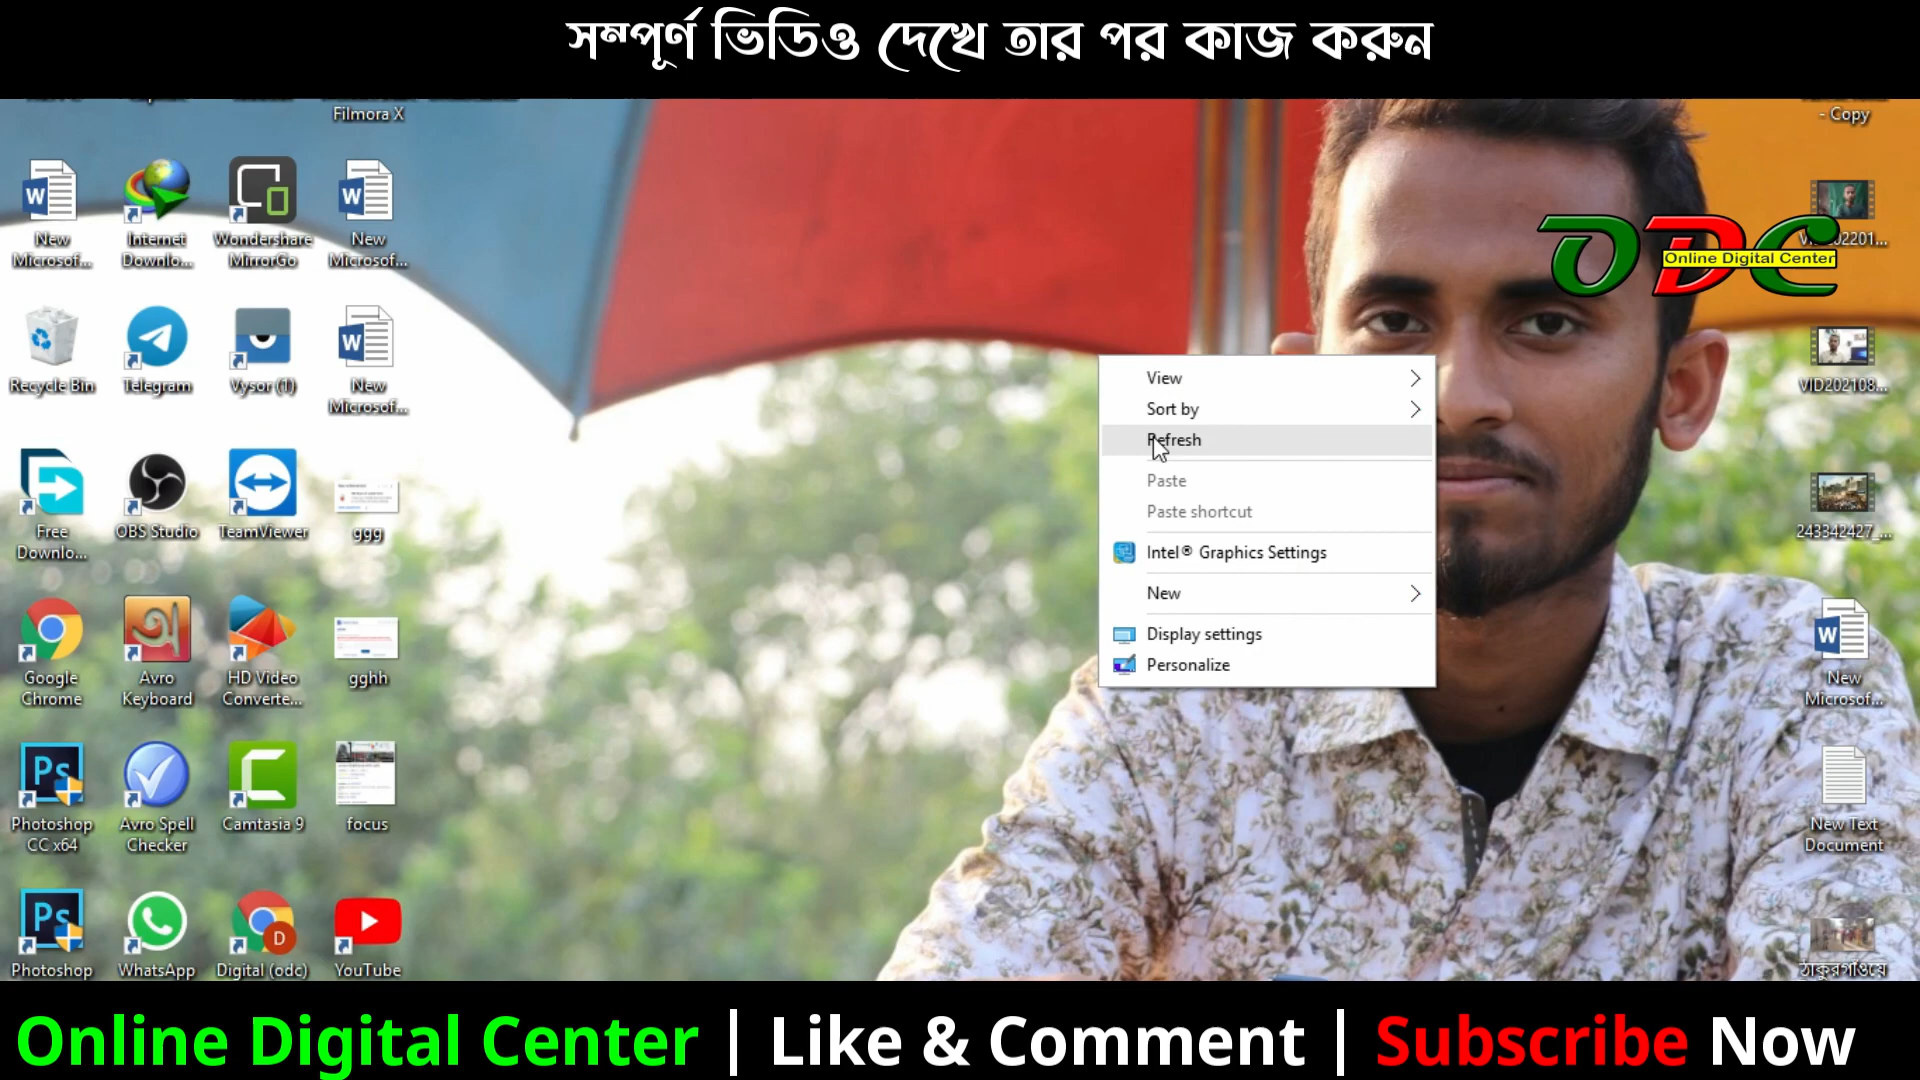 সম্পূর্ণ ভিডিও দেখে তার পর কাজ করুন
Filmora X
- Copy
New
Microsof...
Internet
Downlo...
Wondershare
MirrorGo
New
Microsof...
ODC
Online Digital Center
Recycle Bin
Telegram
Vysor (1)
New
Microsof...
VID202108...
View
Sort by
Refresh
Paste
Paste shortcut
Intel® Graphics Settings
New
Display settings
Personalize
Free
Downlo...
OBS Studio
TeamViewer
ggg
243342427_...
Google
Chrome
Avro
Keyboard
HD Video
Converte...
gghh
New
Microsof...
Photoshop
CC x64
Avro Spell
Checker
Camtasia 9
focus
New Text
Document
Photoshop
WhatsApp
Digital (odc)
YouTube
ঠাকুরগাঁওয়ে
Online Digital Center | Like & Comment | Subscribe Now